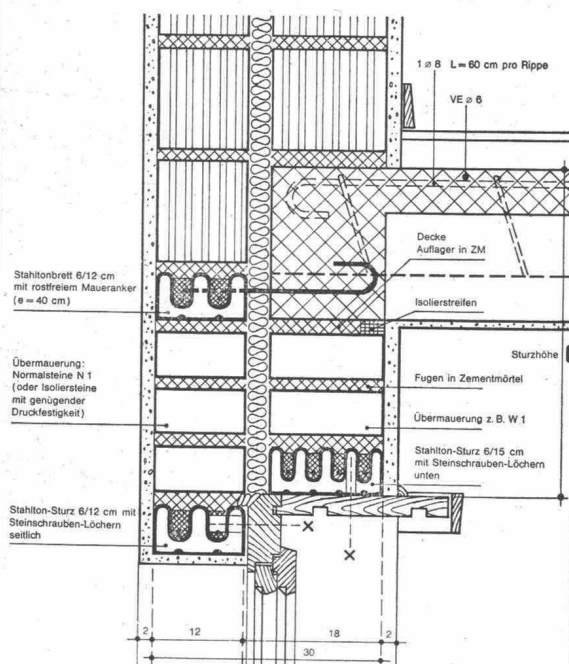 1 ø 8 L = 60 cm pro Rippe
VE ø 6
Decke
Auflager in ZM
Stahltonbrett 6/12 cm
mit rostfreiem Maueranker
(e = 40 cm)
Isolierstreifen
Sturzhöhe
Übermauerung:
Normalsteine N 1
(oder Isoliersteine
mit genügender
Druckfestigkeit)
Fugen in Zementmörtel
Übermauerung z. B. W 1
Stahlton-Sturz 6/15 cm
mit Steinschrauben-Löchern
unten
Stahlton-Sturz 6/12 cm mit
Steinschrauben-Löchern
seitlich
2 12 18 2
30